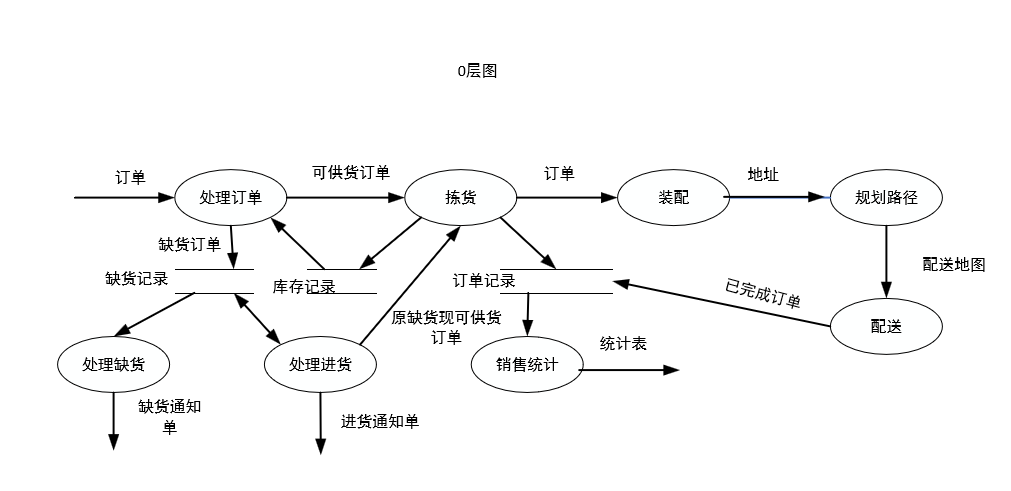 0层图
订单
可供货订单
订单
地址
处理订单
拣货
装配
规划路径
缺货订单
缺货记录
库存记录
订单记录
配送地图
已完成订单
原缺货现可供货
订单
配送
处理缺货
处理进货
销售统计
统计表
缺货通知
单
进货通知单